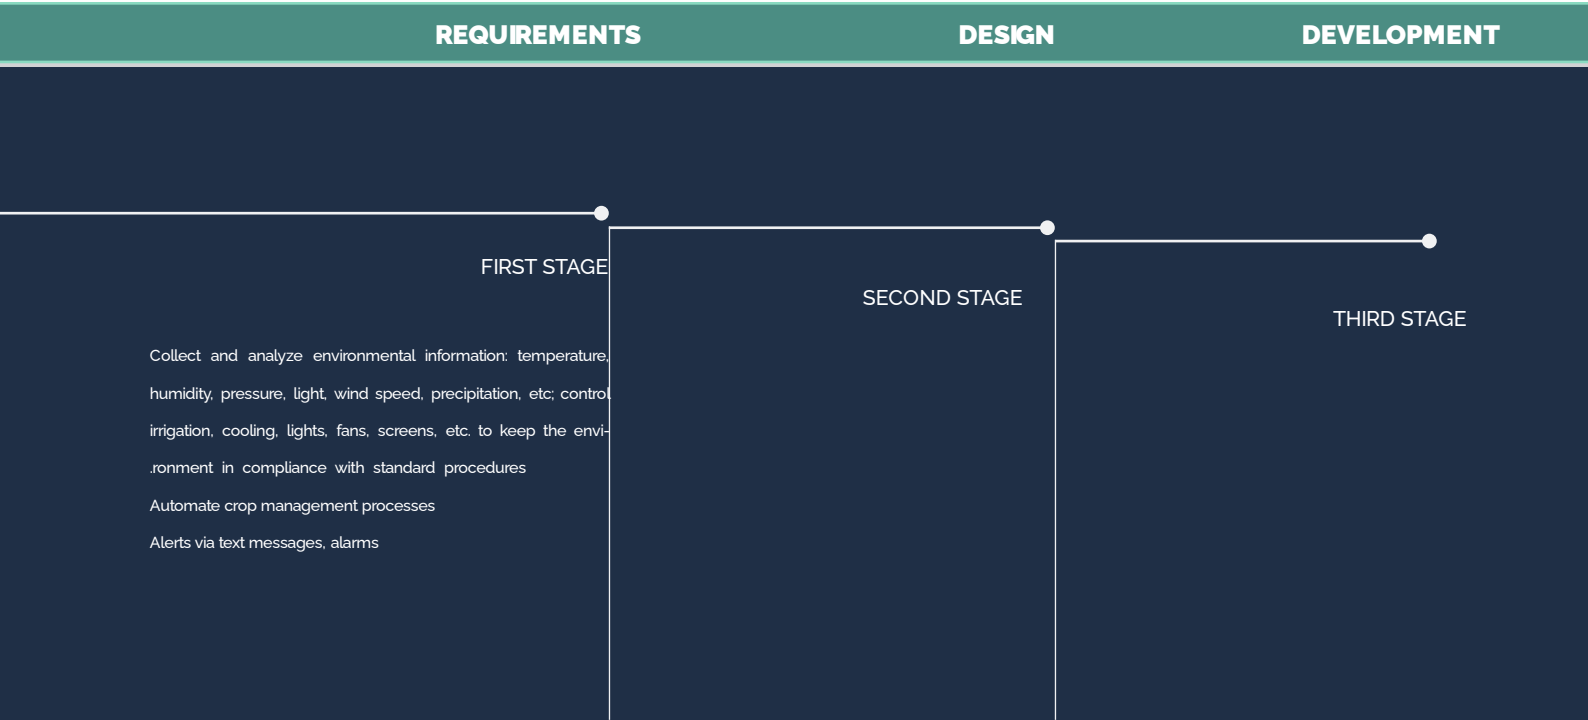 REQUIREMENTS DESIGN DEVELOPMENT
FIRST STAGE
SECOND STAGE
THIRD STAGE
Collect and analyze environmental information: temperature,
humidity, pressure, light, wind speed, precipitation, etc; control
irrigation, cooling, lights, fans, screens, etc. to keep the envi-
.ronment in compliance with standard procedures
Automate crop management processes
Alerts via text messages, alarms